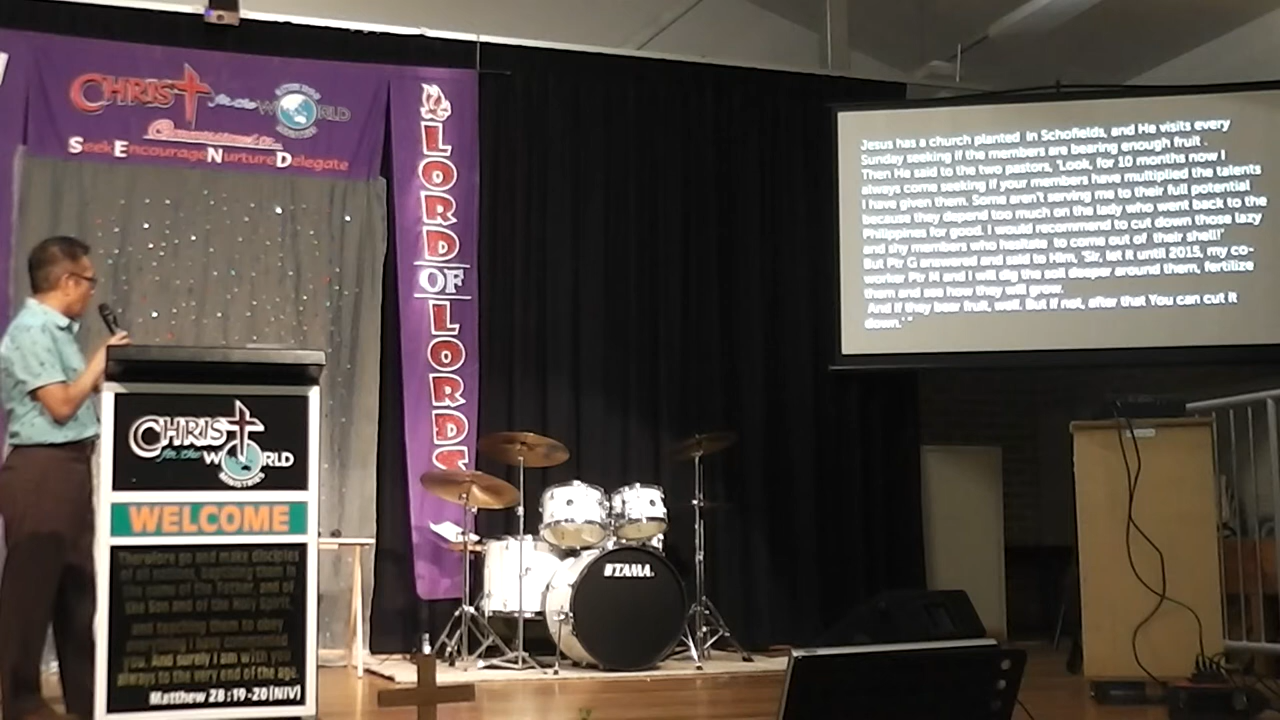 CHRIST for the WORLD
MINISTRIES
Commissioned to...
SeekEncourageNurtureDelegate
LORD OF LORDS
Jesus has a church planted in Schofields, and He visits every
Sunday seeking if the members are bearing enough fruit .
Then He said to the two pastors, 'Look, for 10 months now I
always come seeking if your members have multiplied the talents
I have given them. Some aren't serving me to their full potential
because they depend too much on the lady who went back to the
Philippines for good. I would recommend to cut down those lazy
and shy members who hesitate to come out of their shell!'
But Ptr G answered and said to Him, 'Sir, let it until 2015, my co-
worker Ptr M and I will dig the soil deeper around them, fertilize
them and see how they will grow.
And if they bear fruit, well. But if not, after that You can cut it
down.' "
CHRIST
for the WORLD
MINISTRIES
WELCOME
Therefore go and make disciples
of all nations, baptizing them in
the name of the Father, and of
the Son and of the Holy Spirit,
and teaching them to obey
everything I have commanded
you. And surely I am with you
always to the very end of the age.
Matthew 28:19-20(NIV)
TAMA